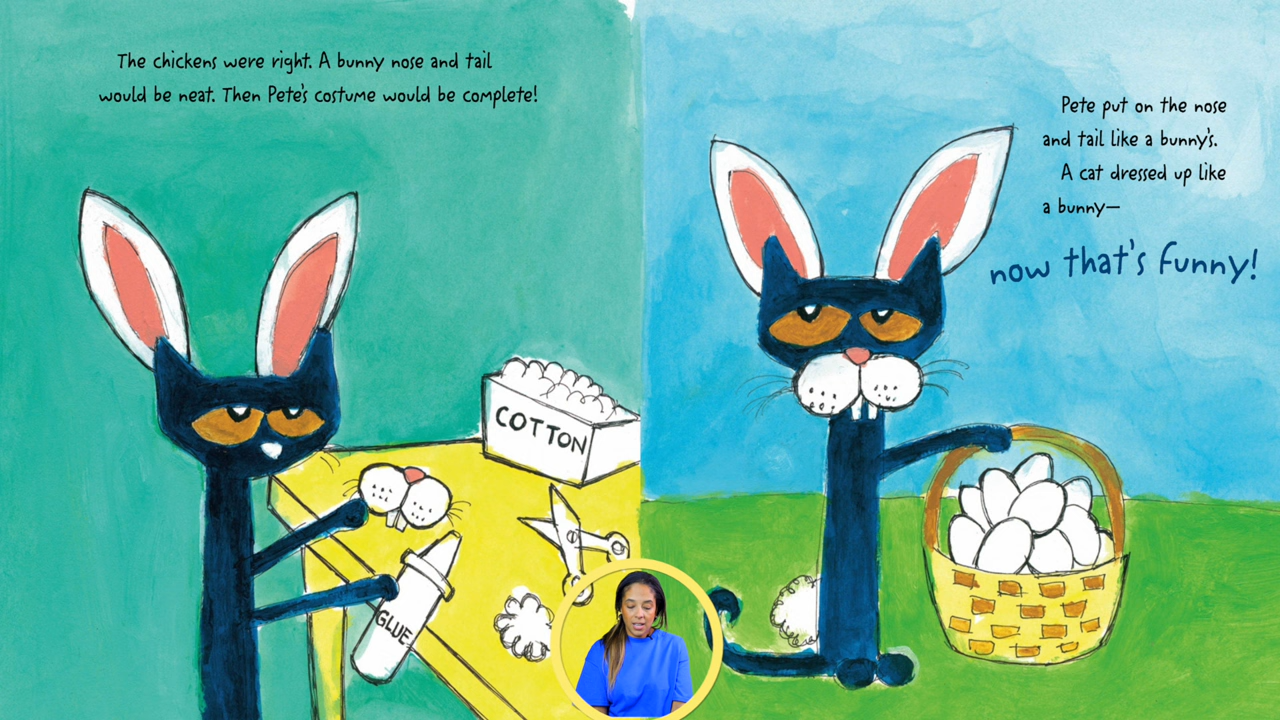 The chickens were right. A bunny nose and tail
would be neat. Then Pete's costume would be complete!
COTTON
GLUE
Pete put on the nose
and tail like a bunny's.
A cat dressed up like
a bunny—
now that's funny!